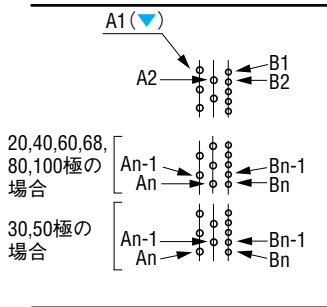 A1(▼)
B1
A2
B2
20,40,60,68,
80,100極の
場合
An-1
Bn-1
An
Bn
30,50極の
場合
An-1
Bn-1
An
Bn